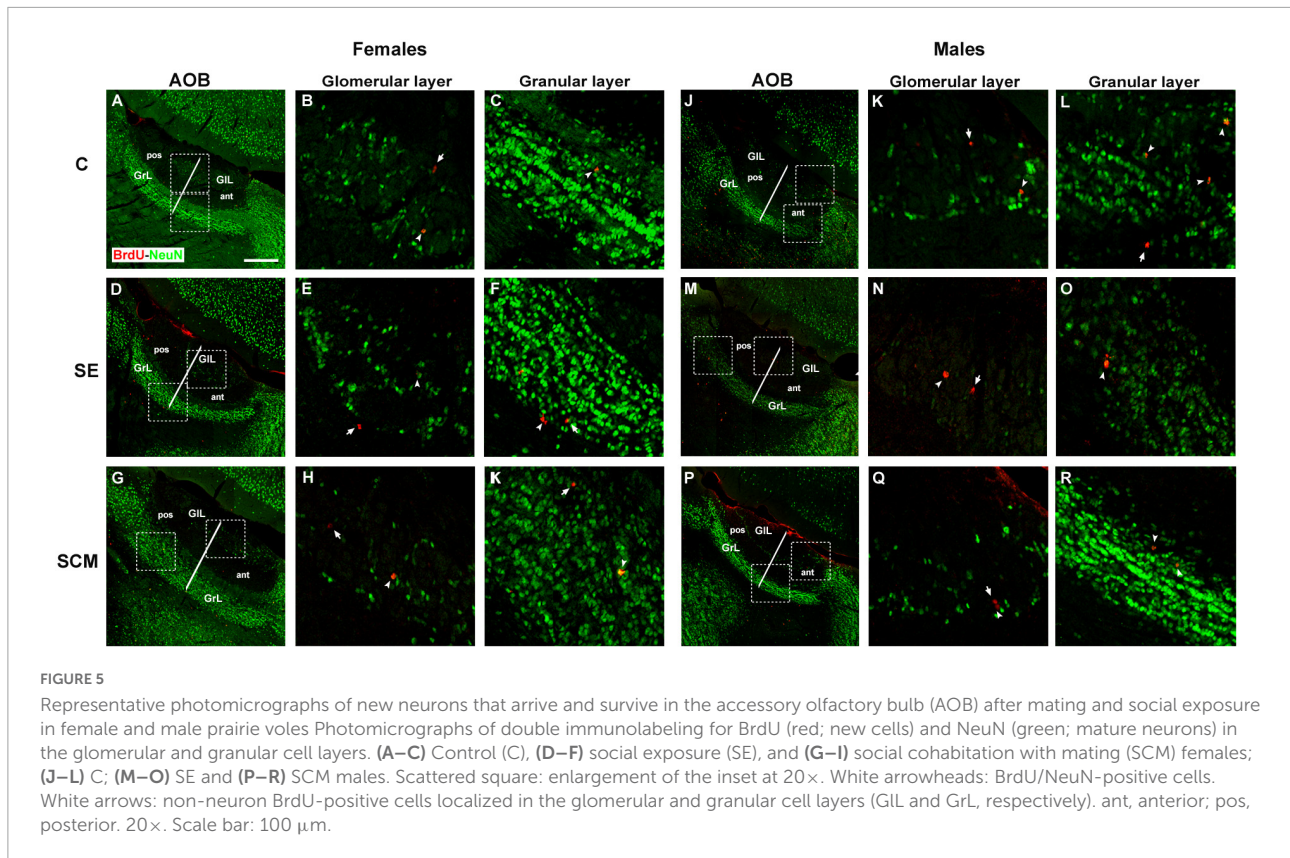 Females
Males
AOB
Glomerular layer
Granular layer
AOB
Glomerular layer
Granular layer
C
A
pos
GlL
GrL
ant
BrdU-NeuN
B
C
J
GlL
GrL
pos
ant
K
L
SE
D
pos
GlL
GrL
ant
E
F
M
pos
GlL
ant
GrL
N
O
SCM
G
pos
GlL
ant
GrL
H
K
P
pos
GlL
GrL
ant
Q
R
FIGURE 5
Representative photomicrographs of new neurons that arrive and survive in the accessory olfactory bulb (AOB) after mating and social exposure
in female and male prairie voles Photomicrographs of double immunolabeling for BrdU (red; new cells) and NeuN (green; mature neurons) in
the glomerular and granular cell layers. (A–C) Control (C), (D–F) social exposure (SE), and (G–I) social cohabitation with mating (SCM) females;
(J–L) C; (M–O) SE and (P–R) SCM males. Scattered square: enlargement of the inset at 20×. White arrowheads: BrdU/NeuN-positive cells.
White arrows: non-neuron BrdU-positive cells localized in the glomerular and granular cell layers (GlL and GrL, respectively). ant, anterior; pos,
posterior. 20×. Scale bar: 100 μm.